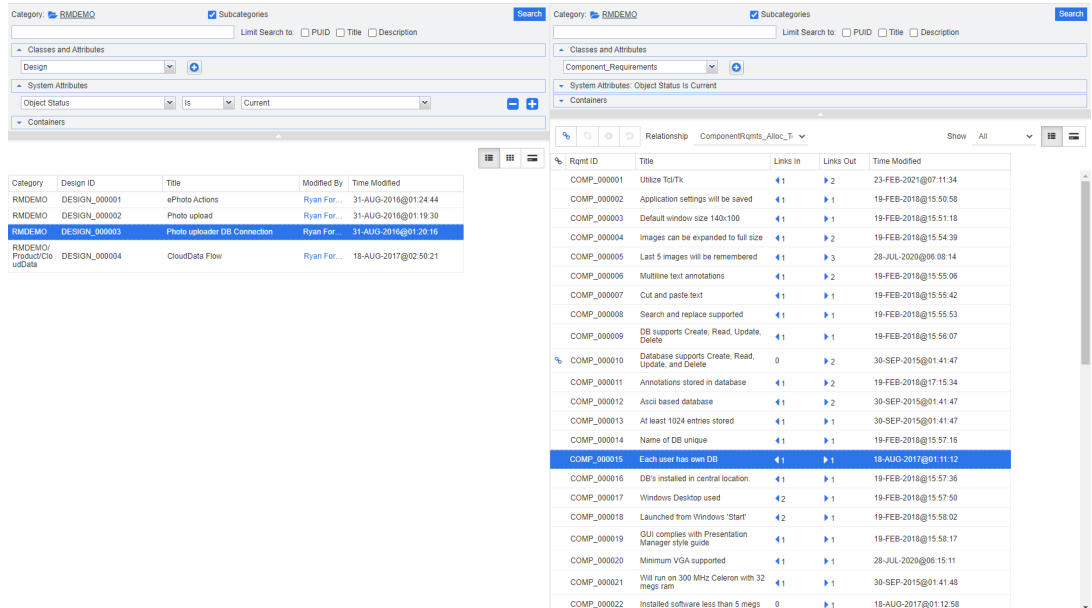 Category: RMDEMO Subcategories Search
Limit Search to: PUID Title Description
Classes and Attributes
Design
System Attributes
Object Status Is Current
Containers
Category Design ID Title Modified By Time Modified
RMDEMO DESIGN_000001 ePhoto Actions Ryan For... 31-AUG-2016@01:24:44
RMDEMO DESIGN_000002 Photo upload Ryan For... 31-AUG-2016@01:19:30
RMDEMO DESIGN_000003 Photo uploader DB Connection Ryan For... 31-AUG-2016@01:20:16
RMDEMO/
Product/Clo
udData DESIGN_000004 CloudData Flow Ryan For... 18-AUG-2017@02:50:21
Category: RMDEMO Subcategories Search
Limit Search to: PUID Title Description
Classes and Attributes
Component_Requirements
System Attributes: Object Status Is Current
Containers
Relationship ComponentRqmts_Alloc_T Show All
Rqmt ID Title Links In Links Out Time Modified
COMP_000001 Utilize Tcl/Tk 1 2 23-FEB-2021@07:11:34
COMP_000002 Application settings will be saved 1 1 19-FEB-2018@15:50:58
COMP_000003 Default window size 140x100 1 1 19-FEB-2018@15:51:18
COMP_000004 Images can be expanded to full size 1 2 19-FEB-2018@15:54:39
COMP_000005 Last 5 images will be remembered 1 3 28-JUL-2020@06:08:14
COMP_000006 Multiline text annotations 1 2 19-FEB-2018@15:55:06
COMP_000007 Cut and paste text 1 1 19-FEB-2018@15:55:42
COMP_000008 Search and replace supported 1 1 19-FEB-2018@15:55:53
COMP_000009 DB supports Create, Read, Update,
Delete 1 1 19-FEB-2018@15:56:07
COMP_000010 Database supports Create, Read,
Update, and Delete 0 2 30-SEP-2015@01:41:47
COMP_000011 Annotations stored in database 1 2 19-FEB-2018@17:15:34
COMP_000012 Ascii based database 1 2 30-SEP-2015@01:41:47
COMP_000013 At least 1024 entries stored 1 1 30-SEP-2015@01:41:47
COMP_000014 Name of DB unique 1 1 19-FEB-2018@15:57:16
COMP_000015 Each user has own DB 1 1 18-AUG-2017@01:11:12
COMP_000016 DB's installed in central location. 1 1 19-FEB-2018@15:57:36
COMP_000017 Windows Desktop used 2 1 19-FEB-2018@15:57:50
COMP_000018 Launched from Windows 'Start' 2 1 19-FEB-2018@15:58:02
COMP_000019 GUI complies with Presentation
Manager style guide 1 1 19-FEB-2018@15:58:17
COMP_000020 Minimum VGA supported 1 1 28-JUL-2020@06:15:11
COMP_000021 Will run on 300 MHz Celeron with 32
megs ram 1 1 30-SEP-2015@01:41:48
COMP_000022 Installed software less than 5 megs 0 1 18-AUG-2017@01:12:58